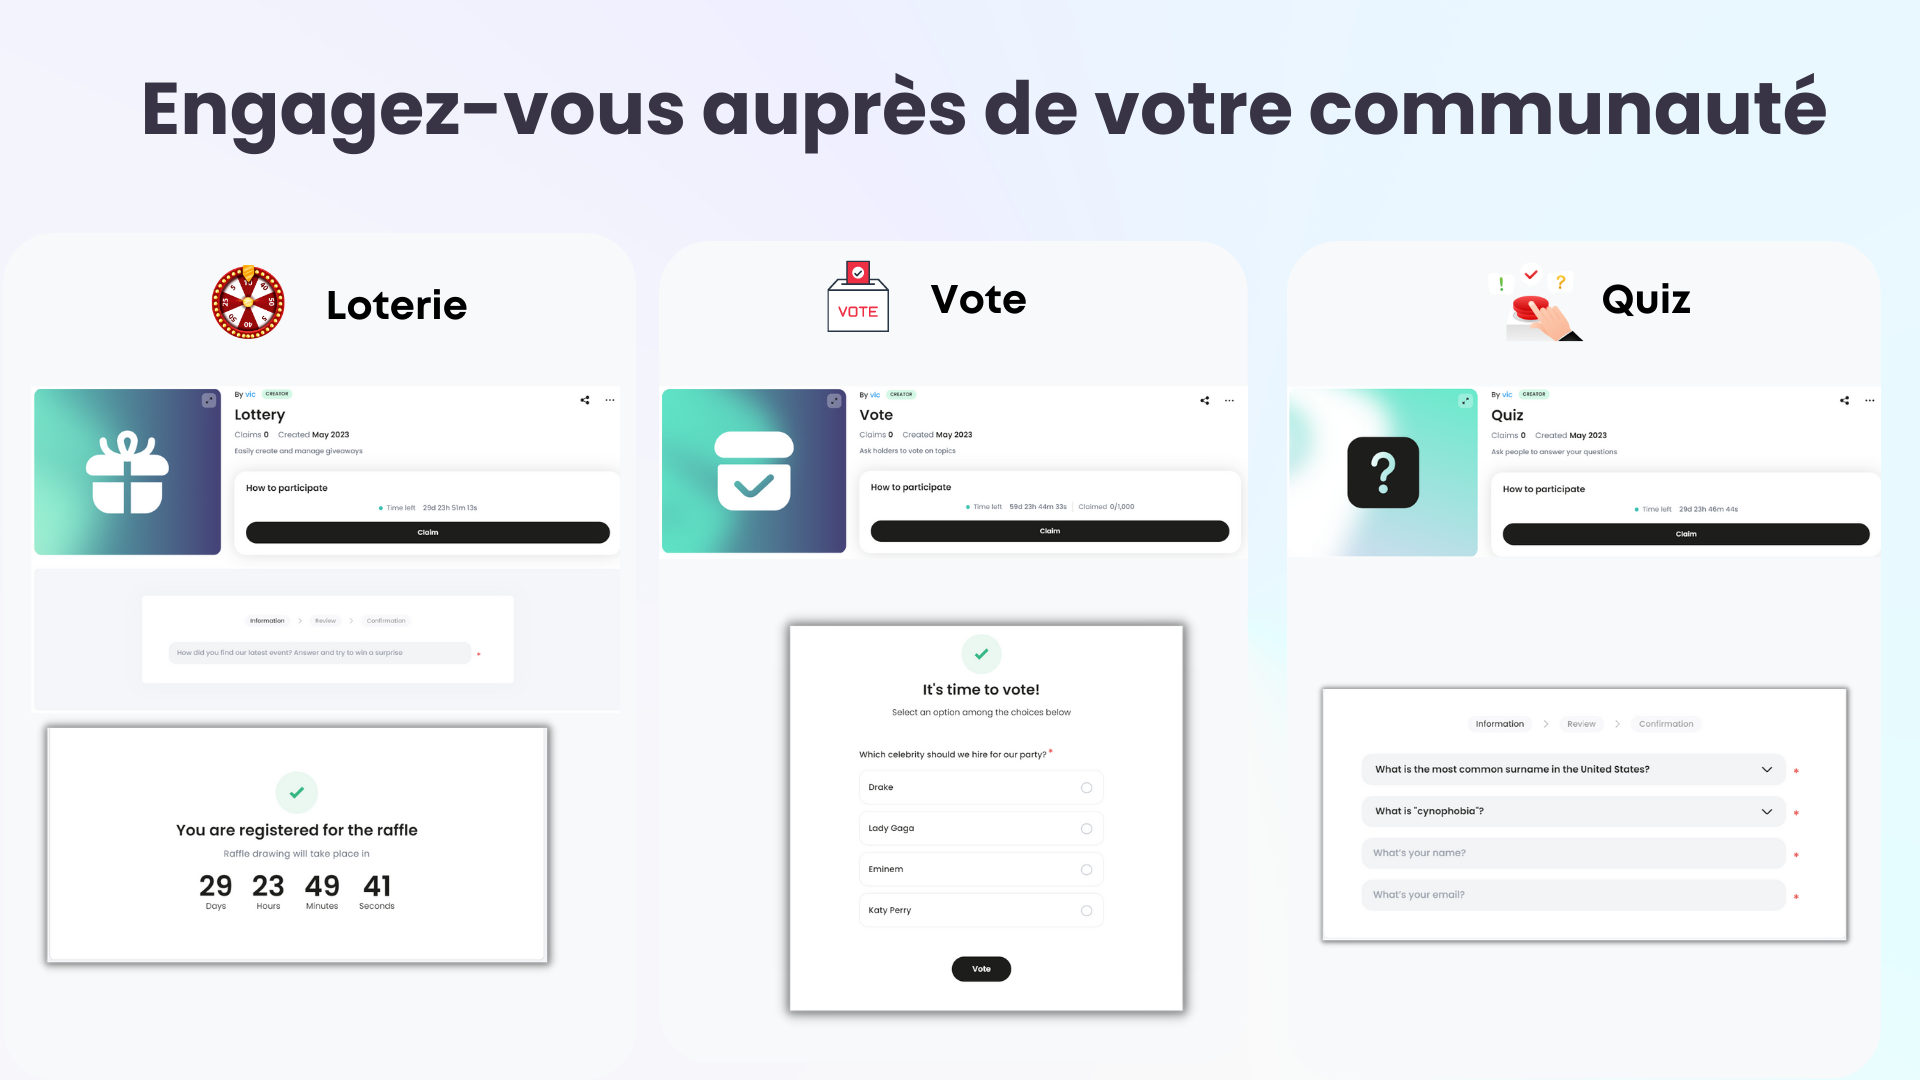 Engagez-vous auprès de votre communauté
Loterie
By vic CREATOR
Lottery
Claims 0 Created May 2023
Easily create and manage giveaways
How to participate
Time left 29d 23h 51m 13s
Claim
Information > Review > Confirmation
How did you find our latest event? Answer and try to win a surprise *
You are registered for the raffle
Raffle drawing will take place in
29 23 49 41
Days Hours Minutes Seconds
VOTE
Vote
By vic CREATOR
Vote
Claims 0 Created May 2023
Ask holders to vote on topics
How to participate
Time left 59d 23h 44m 33s | Claimed 0/1,000
Claim
It's time to vote!
Select an option among the choices below
Which celebrity should we hire for our party? *
Drake
Lady Gaga
Eminem
Katy Perry
Vote
! ?
Quiz
By vic CREATOR
Quiz
Claims 0 Created May 2023
Ask people to answer your questions
?
How to participate
Time left 29d 23h 46m 44s
Claim
Information > Review > Confirmation
What is the most common surname in the United States? *
What is "cynophobia"? *
What's your name? *
What's your email? *